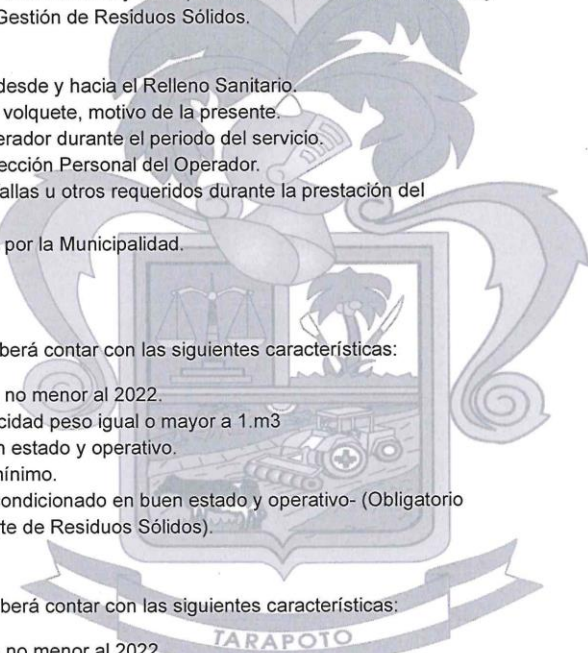 Gestión de Residuos Sólidos.
desde y hacia el Relleno Sanitario.
volquete, motivo de la presente.
erador durante el periodo del servicio.
ección Personal del Operador.
allas u otros requeridos durante la prestación del
por la Municipalidad.
berá contar con las siguientes características:
no menor al 2022.
cidad peso igual o mayor a 1.m3
n estado y operativo.
mínimo.
condicionado en buen estado y operativo- (Obligatorio
rte de Residuos Sólidos).
berá contar con las siguientes características:
TARAPOTO
no menor al 2022